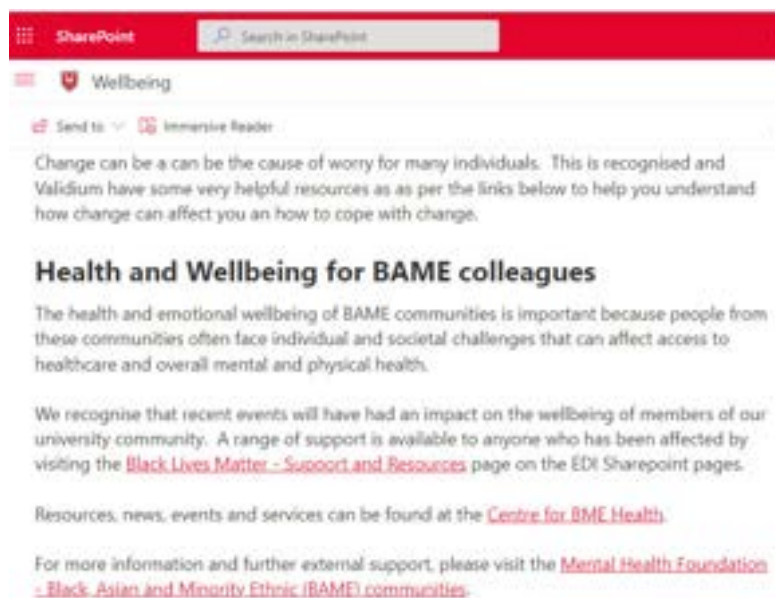 SharePoint
Search in SharePoint
Wellbeing
Send to
Immersive Reader
Change can be a can be the cause of worry for many individuals. This is recognised and
Validium have some very helpful resources as as per the links below to help you understand
how change can affect you an how to cope with change.
Health and Wellbeing for BAME colleagues
The health and emotional wellbeing of BAME communities is important because people from
these communities often face individual and societal challenges that can affect access to
healthcare and overall mental and physical health.
We recognise that recent events will have had an impact on the wellbeing of members of our
university community. A range of support is available to anyone who has been affected by
visiting the Black Lives Matter - Support and Resources page on the EDI Sharepoint pages.
Resources, news, events and services can be found at the Centre for BME Health.
For more information and further external support, please visit the Mental Health Foundation
- Black, Asian and Minority Ethnic (BAME) communities.